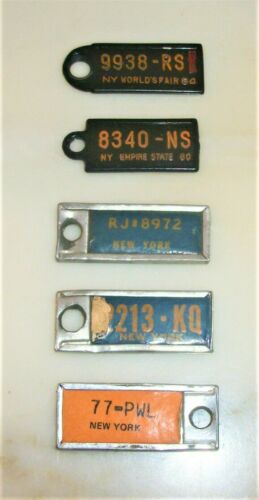 9938-RS
NY WORLD'S FAIR 64
8340-NS
NY EMPIRE STATE 60
RJ-8972
NEW YORK
213-KQ
NEW YORK
77-PWL
NEW YORK